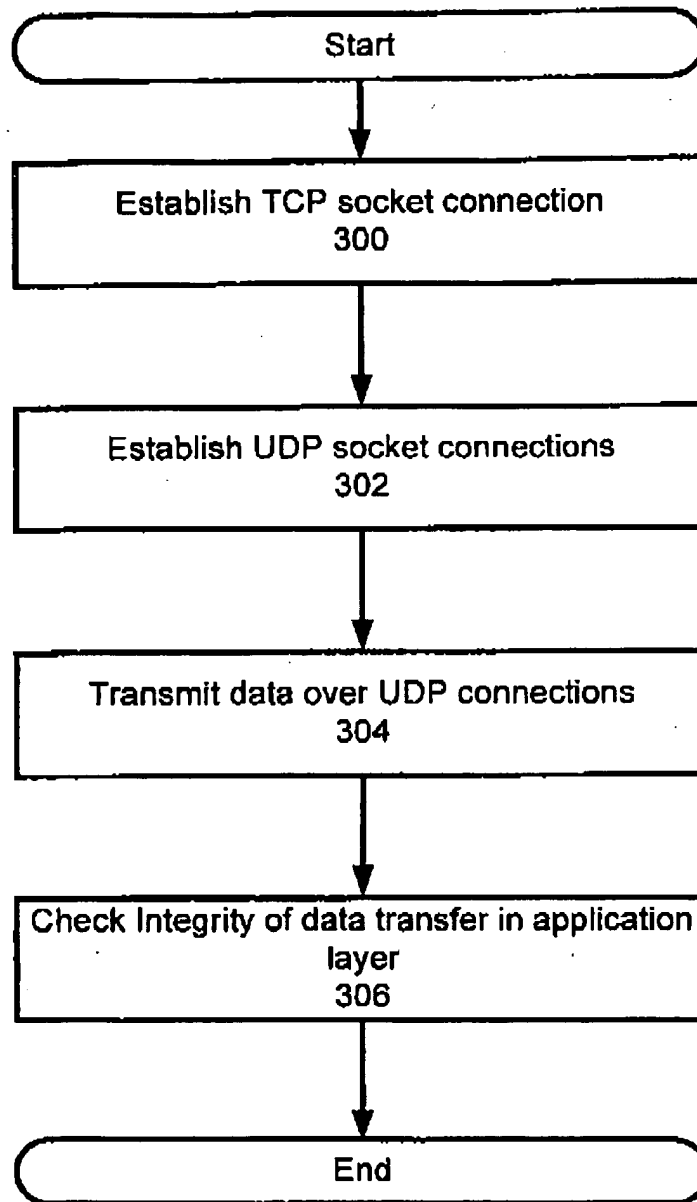 Start
Establish TCP socket connection
300
Establish UDP socket connections
302
Transmit data over UDP connections
304
Check Integrity of data transfer in application
layer
306
End